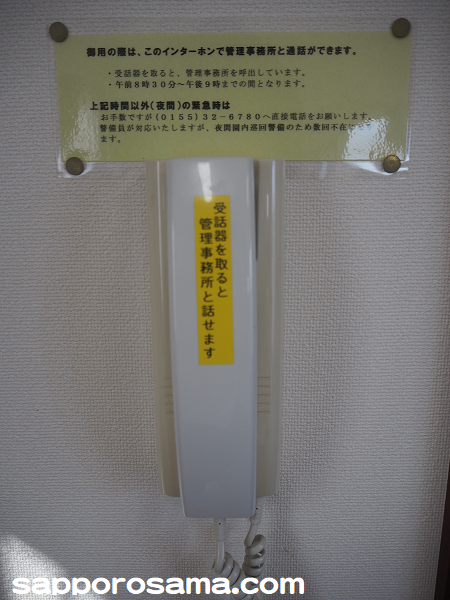 御用の際は、このインターホンで管理事務所と通話ができます。
・受話器を取ると、管理事務所を呼出しています。
・午前8時30分～午後9時までの間となります。
上記時間以外(夜間)の緊急時は
お手数ですが(0155)32-6780へ直接電話をお願いします。
警備員が対応いたしますが、夜間園内巡回警備のため数回不在に
ます。
受話器を取ると
管理事務所と話せます
sapporosama.com